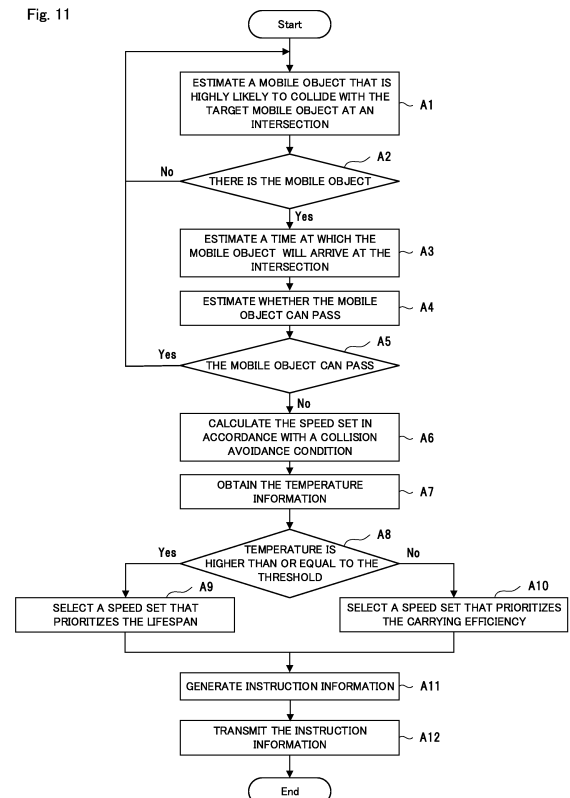 Fig. 11
Start
ESTIMATE A MOBILE OBJECT THAT IS
HIGHLY LIKELY TO COLLIDE WITH THE
TARGET MOBILE OBJECT AT AN
INTERSECTION
A1
A2
No
THERE IS THE MOBILE OBJECT
Yes
ESTIMATE A TIME AT WHICH THE
MOBILE OBJECT WILL ARRIVE AT THE
INTERSECTION
A3
ESTIMATE WHETHER THE MOBILE
OBJECT CAN PASS
A4
A5
Yes
THE MOBILE OBJECT CAN PASS
No
CALCULATE THE SPEED SET IN
ACCORDANCE WITH A COLLISION
AVOIDANCE CONDITION
A6
OBTAIN THE TEMPERATURE
INFORMATION
A7
A8
Yes
TEMPERATURE IS
HIGHER THAN OR EQUAL TO THE
THRESHOLD
No
A9
SELECT A SPEED SET THAT
PRIORITIZES THE LIFESPAN
A10
SELECT A SPEED SET THAT PRIORITIZES
THE CARRYING EFFICIENCY
GENERATE INSTRUCTION INFORMATION
A11
TRANSMIT THE INSTRUCTION
INFORMATION
A12
End